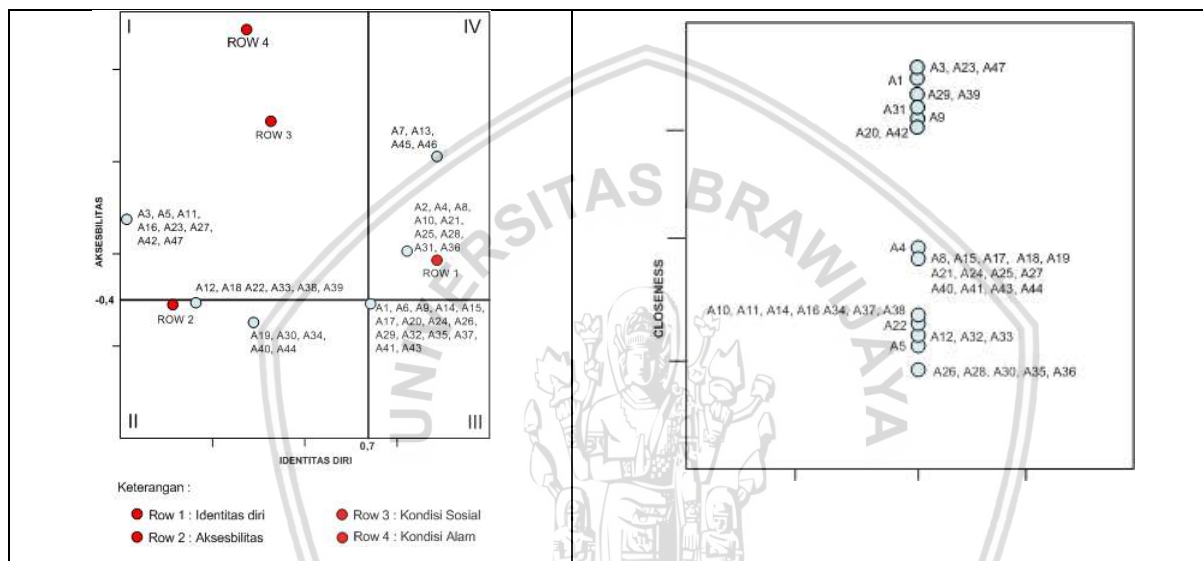 I
IV
ROW 4
ROW 3
A7, A13,
A45, A46
A3, A5, A11,
A16, A23, A27,
A42, A47
A2, A4, A8,
A10, A21,
A25, A28,
A31, A36
ROW 1
AKSESBILITAS
-0,4
A12, A18 A22, A33, A38, A39
ROW 2
A19, A30, A34,
A40, A44
A1, A6, A9, A14, A15,
A17, A20, A24, A26,
A29, A32, A35, A37,
A41, A43
II
III
0,7
IDENTITAS DIRI
Keterangan :
Row 1 : Identitas diri
Row 2 : Aksesbilitas
Row 3 : Kondisi Sosial
Row 4 : Kondisi Alam
A3, A23, A47
A1
A29, A39
A31
A9
A20, A42
CLOSENESS
A4
A8, A15, A17, A18, A19
A21, A24, A25, A27
A40, A41, A43, A44
A10, A11, A14, A16 A34, A37, A38
A22
A12, A32, A33
A5
A26, A28, A30, A35, A36
UNIVERSITAS BRAWIJAYA